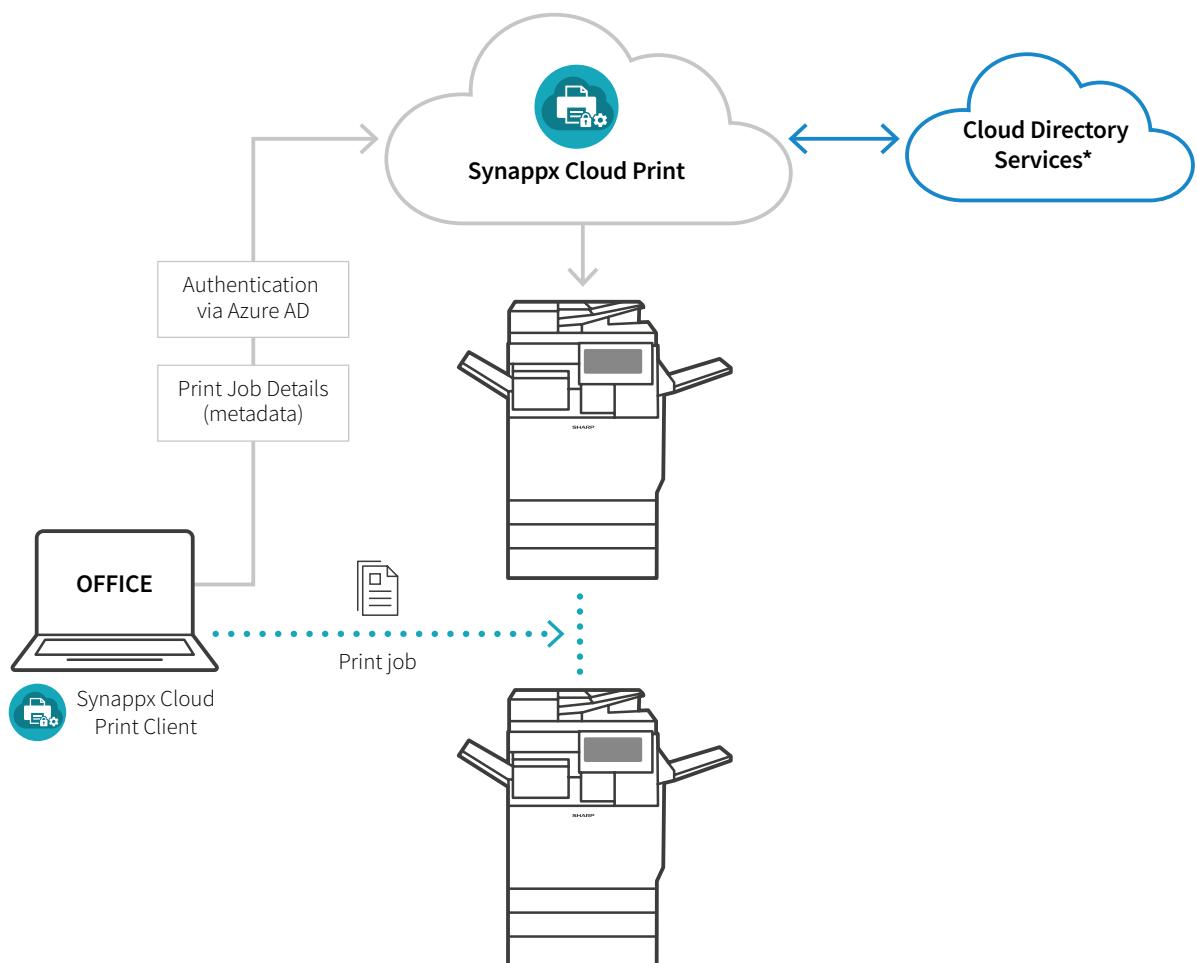 Synappx Cloud Print
Cloud Directory
Services*
Authentication
via Azure AD
Print Job Details
(metadata)
SHARP
OFFICE
Print job
Synappx Cloud
Print Client
SHARP